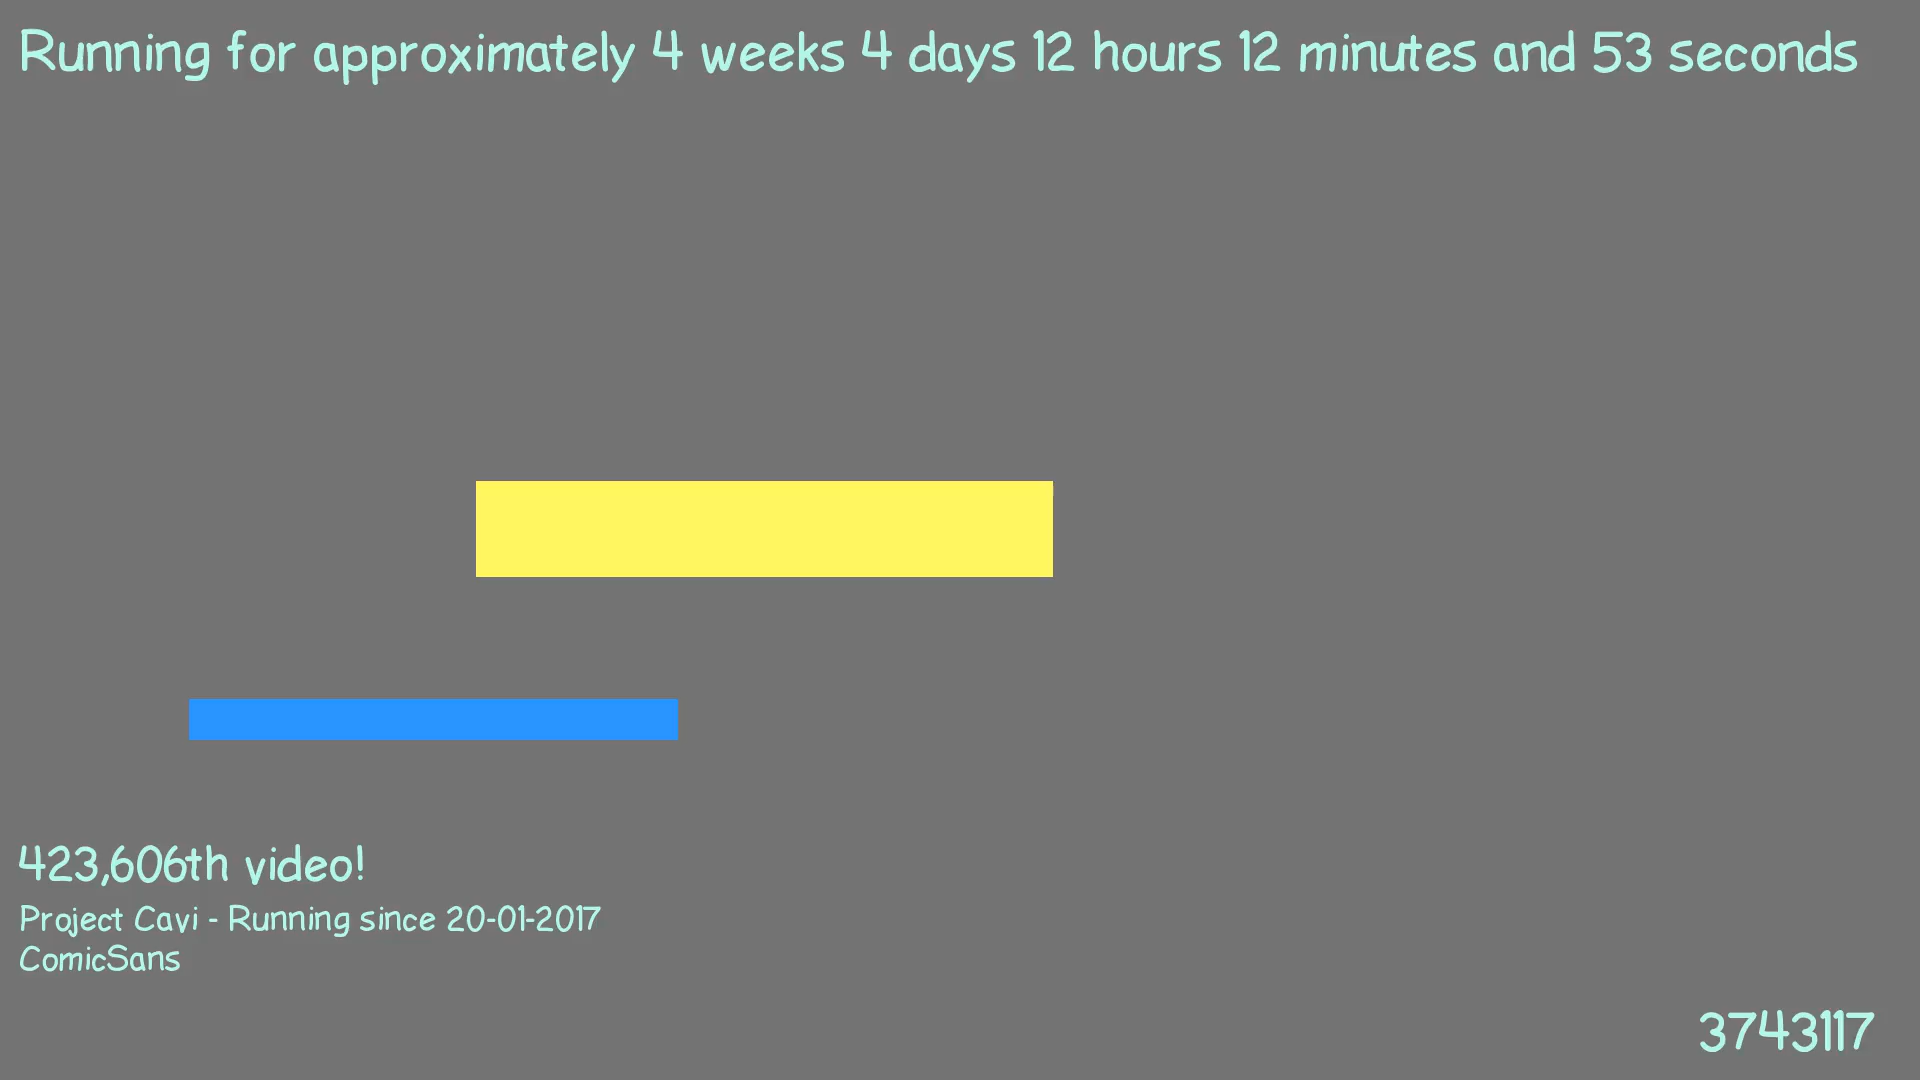 Running for approximately 4 weeks 4 days 12 hours 12 minutes and 53 seconds
423,606th video!
Project Cavi - Running since 20-01-2017
ComicSans
3743117